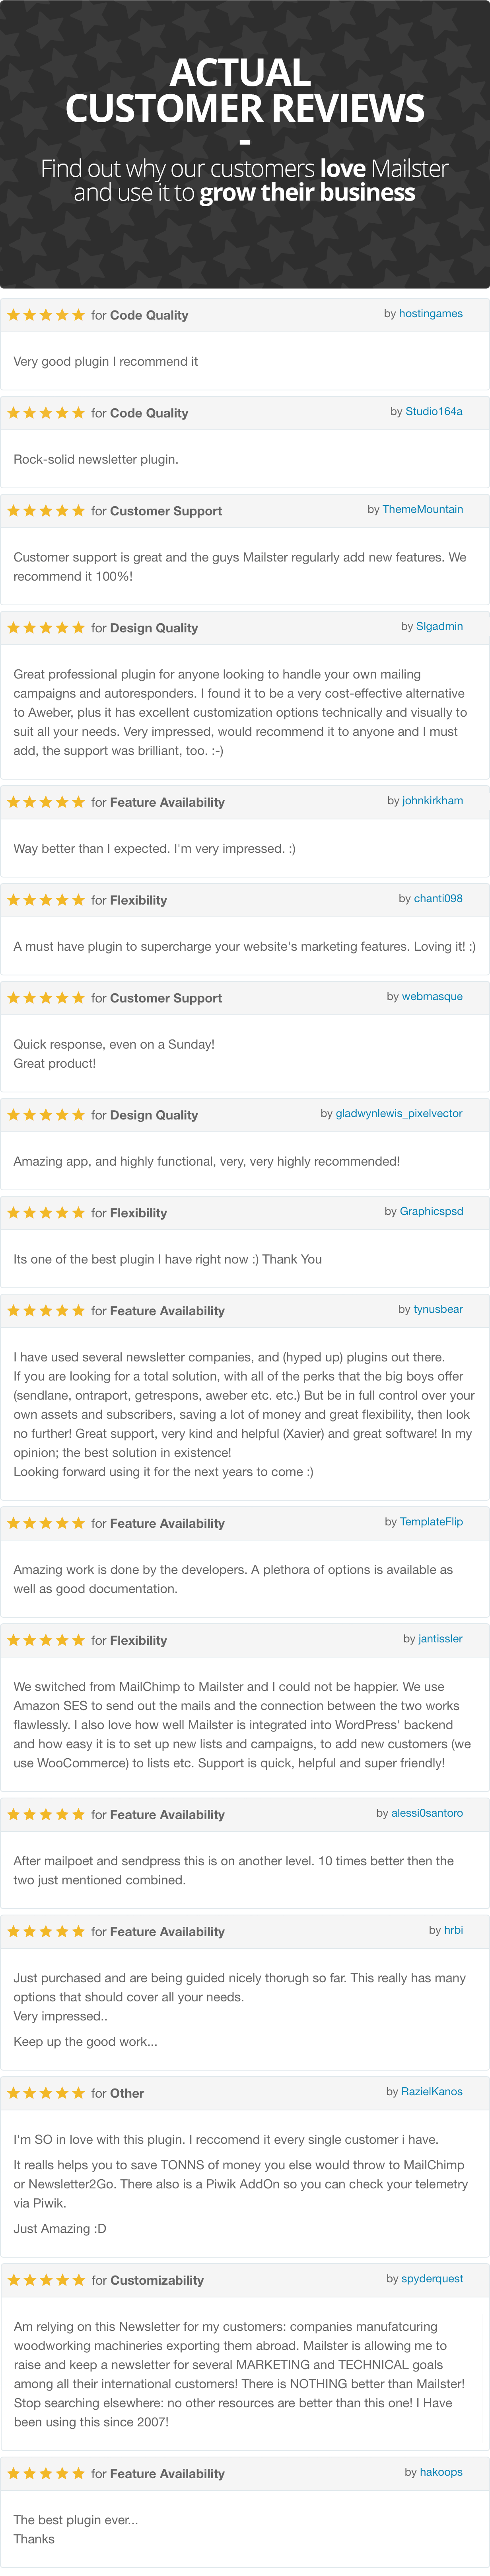 ACTUAL
CUSTOMER REVIEWS
-
Find out why our customers love Mailster
and use it to grow their business
for Code Quality
by hostingames
Very good plugin I recommend it
for Code Quality
by Studio164a
Rock-solid newsletter plugin.
for Customer Support
by ThemeMountain
Customer support is great and the guys Mailster regularly add new features. We
recommend it 100%!
for Design Quality
by Slgadmin
Great professional plugin for anyone looking to handle your own mailing
campaigns and autoresponders. I found it to be a very cost-effective alternative
to Aweber, plus it has excellent customization options technically and visually to
suit all your needs. Very impressed, would recommend it to anyone and I must
add, the support was brilliant, too. :-)
for Feature Availability
by johnkirkham
Way better than I expected. I'm very impressed. :)
for Flexibility
by chanti098
A must have plugin to supercharge your website's marketing features. Loving it! :)
for Customer Support
by webmasque
Quick response, even on a Sunday!
Great product!
for Design Quality
by gladwynlewis_pixelvector
Amazing app, and highly functional, very, very highly recommended!
for Flexibility
by Graphicspsd
Its one of the best plugin I have right now :) Thank You
for Feature Availability
by tynusbear
I have used several newsletter companies, and (hyped up) plugins out there.
If you are looking for a total solution, with all of the perks that the big boys offer
(sendlane, ontraport, getrespons, aweber etc. etc.) But be in full control over your
own assets and subscribers, saving a lot of money and great flexibility, then look
no further! Great support, very kind and helpful (Xavier) and great software! In my
opinion; the best solution in existence!
Looking forward using it for the next years to come :)
for Feature Availability
by TemplateFlip
Amazing work is done by the developers. A plethora of options is available as
well as good documentation.
for Flexibility
by jantissler
We switched from MailChimp to Mailster and I could not be happier. We use
Amazon SES to send out the mails and the connection between the two works
flawlessly. I also love how well Mailster is integrated into WordPress' backend
and how easy it is to set up new lists and campaigns, to add new customers (we
use WooCommerce) to lists etc. Support is quick, helpful and super friendly!
for Feature Availability
by alessi0santoro
After mailpoet and sendpress this is on another level. 10 times better then the
two just mentioned combined.
for Feature Availability
by hrbi
Just purchased and are being guided nicely thorugh so far. This really has many
options that should cover all your needs.
Very impressed..
Keep up the good work...
for Other
by RazielKanos
I'm SO in love with this plugin. I reccomend it every single customer i have.
It realls helps you to save TONNS of money you else would throw to MailChimp
or Newsletter2Go. There also is a Piwik AddOn so you can check your telemetry
via Piwik.
Just Amazing :D
for Customizability
by spyderquest
Am relying on this Newsletter for my customers: companies manufatcuring
woodworking machineries exporting them abroad. Mailster is allowing me to
raise and keep a newsletter for several MARKETING and TECHNICAL goals
among all their international customers! There is NOTHING better than Mailster!
Stop searching elsewhere: no other resources are better than this one! I Have
been using this since 2007!
for Feature Availability
by hakoops
The best plugin ever...
Thanks